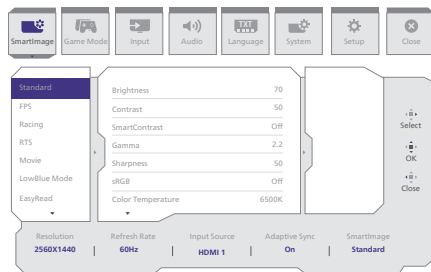 SmartImage
Game Mode
Input
Audio
TXT
Language
System
Setup
Close
Standard
FPS
Racing
RTS
Movie
LowBlue Mode
EasyRead
Brightness 70
Contrast 50
SmartContrast Off
Gamma 2.2
Sharpness 50
sRGB Off
Color Temperature 6500K
Select
OK
Close
Resolution Refresh Rate Input Source Adaptive Sync SmartImage
2560X1440 | 60Hz | HDMI 1 | On | Standard